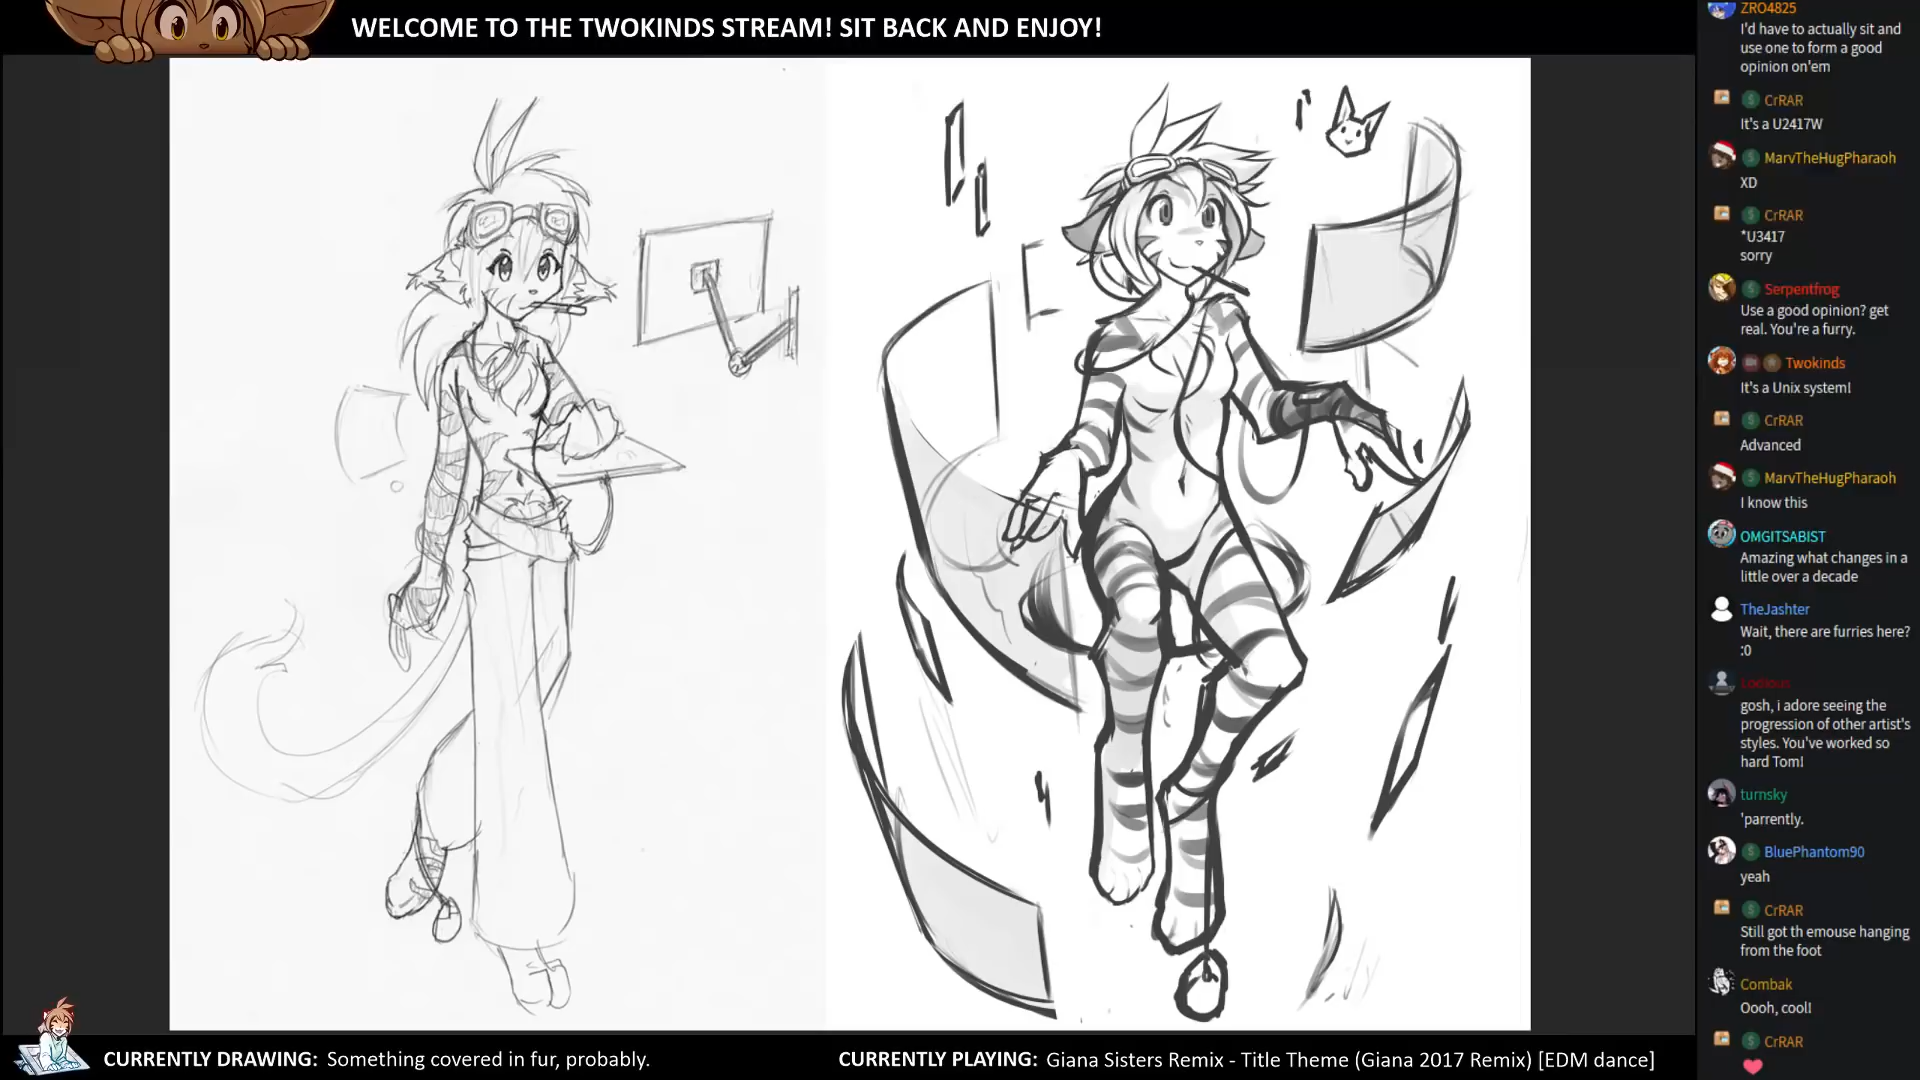 WELCOME TO THE TWOKINDS STREAM! SIT BACK AND ENJOY!
ZRO4825
I'd have to actually sit and
use one to form a good
opinion on'em
CrRAR
It's a U2417W
MarvTheHugPharaoh
XD
CrRAR
*U3417
sorry
Serpentfrog
Use a good opinion? get
real. You're a furry.
Twokinds
It's a Unix system!
CrRAR
Advanced
MarvTheHugPharaoh
I know this
OMGITSABIST
Amazing what changes in a
little over a decade
TheJashter
Wait, there are furries here?
:0
gosh, i adore seeing the
progression of other artist's
styles. You've worked so
hard Tom!
turnsky
'parrently.
BluePhantom90
yeah
CrRAR
Still got th emouse hanging
from the foot
Combak
Oooh, cool!
CrRAR
CURRENTLY DRAWING: Something covered in fur, probably.
CURRENTLY PLAYING: Giana Sisters Remix - Title Theme (Giana 2017 Remix) [EDM dance]